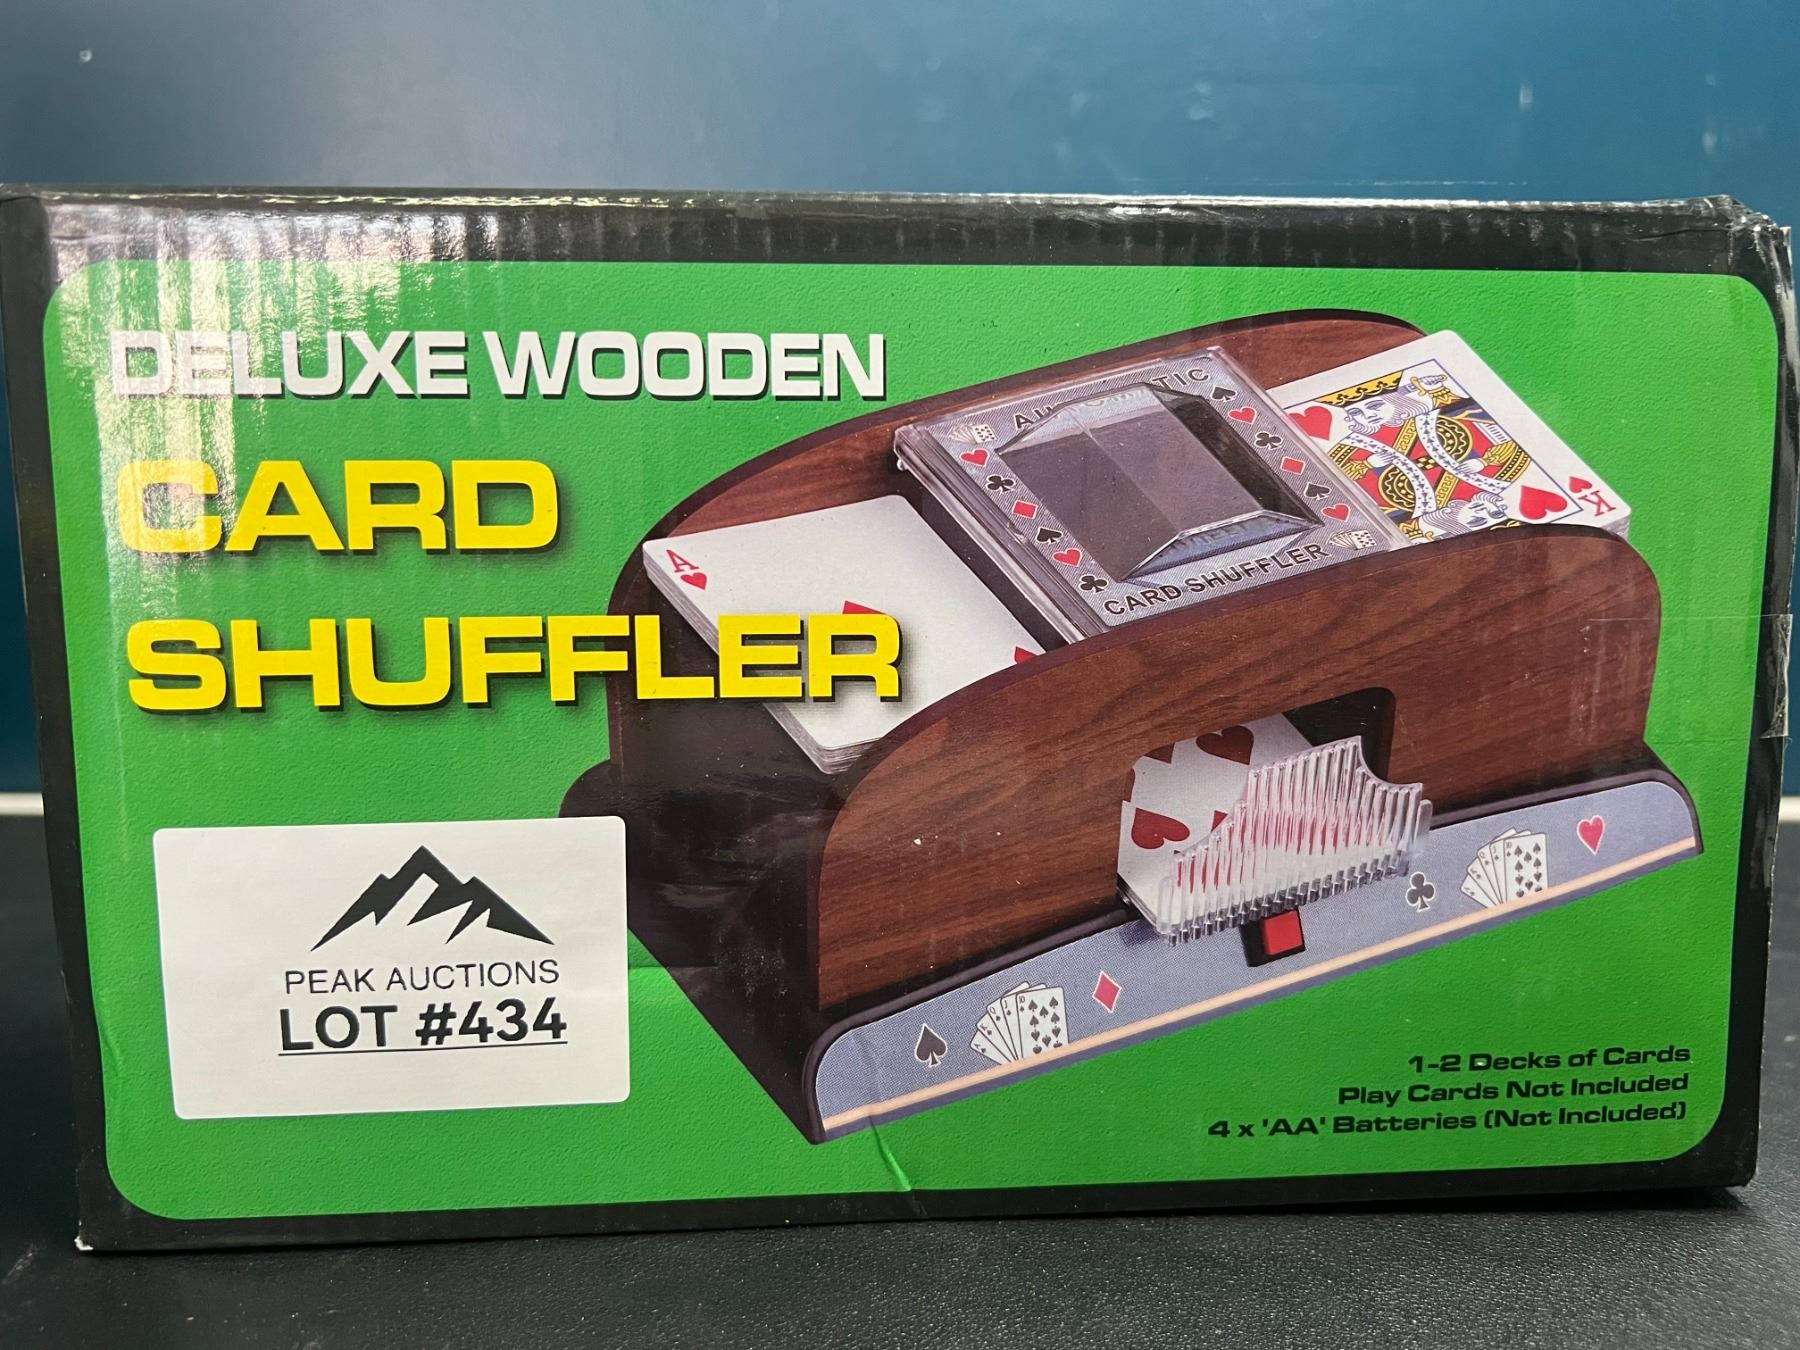 DELUXE WOODEN
CARD
SHUFFLER
A
K
CARD SHUFFLER
PEAK AUCTIONS
LOT #434
1-2 Decks of Cards
Play Cards Not Included
4 x 'AA' Batteries (Not Included)